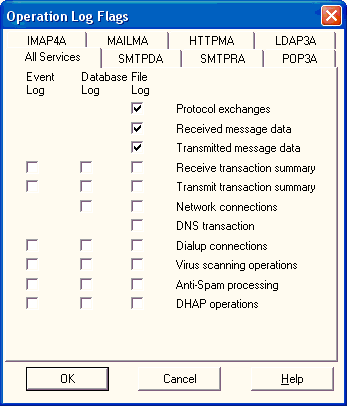 Operation Log Flags
IMAP4A MAILMA HTTPMA LDAP3A
All Services SMTPDA SMTPRA POP3A
Event Log Database Log File Log
Protocol exchanges
Received message data
Transmitted message data
Receive transaction summary
Transmit transaction summary
Network connections
DNS transaction
Dialup connections
Virus scanning operations
Anti-Spam processing
DHAP operations
OK Cancel Help